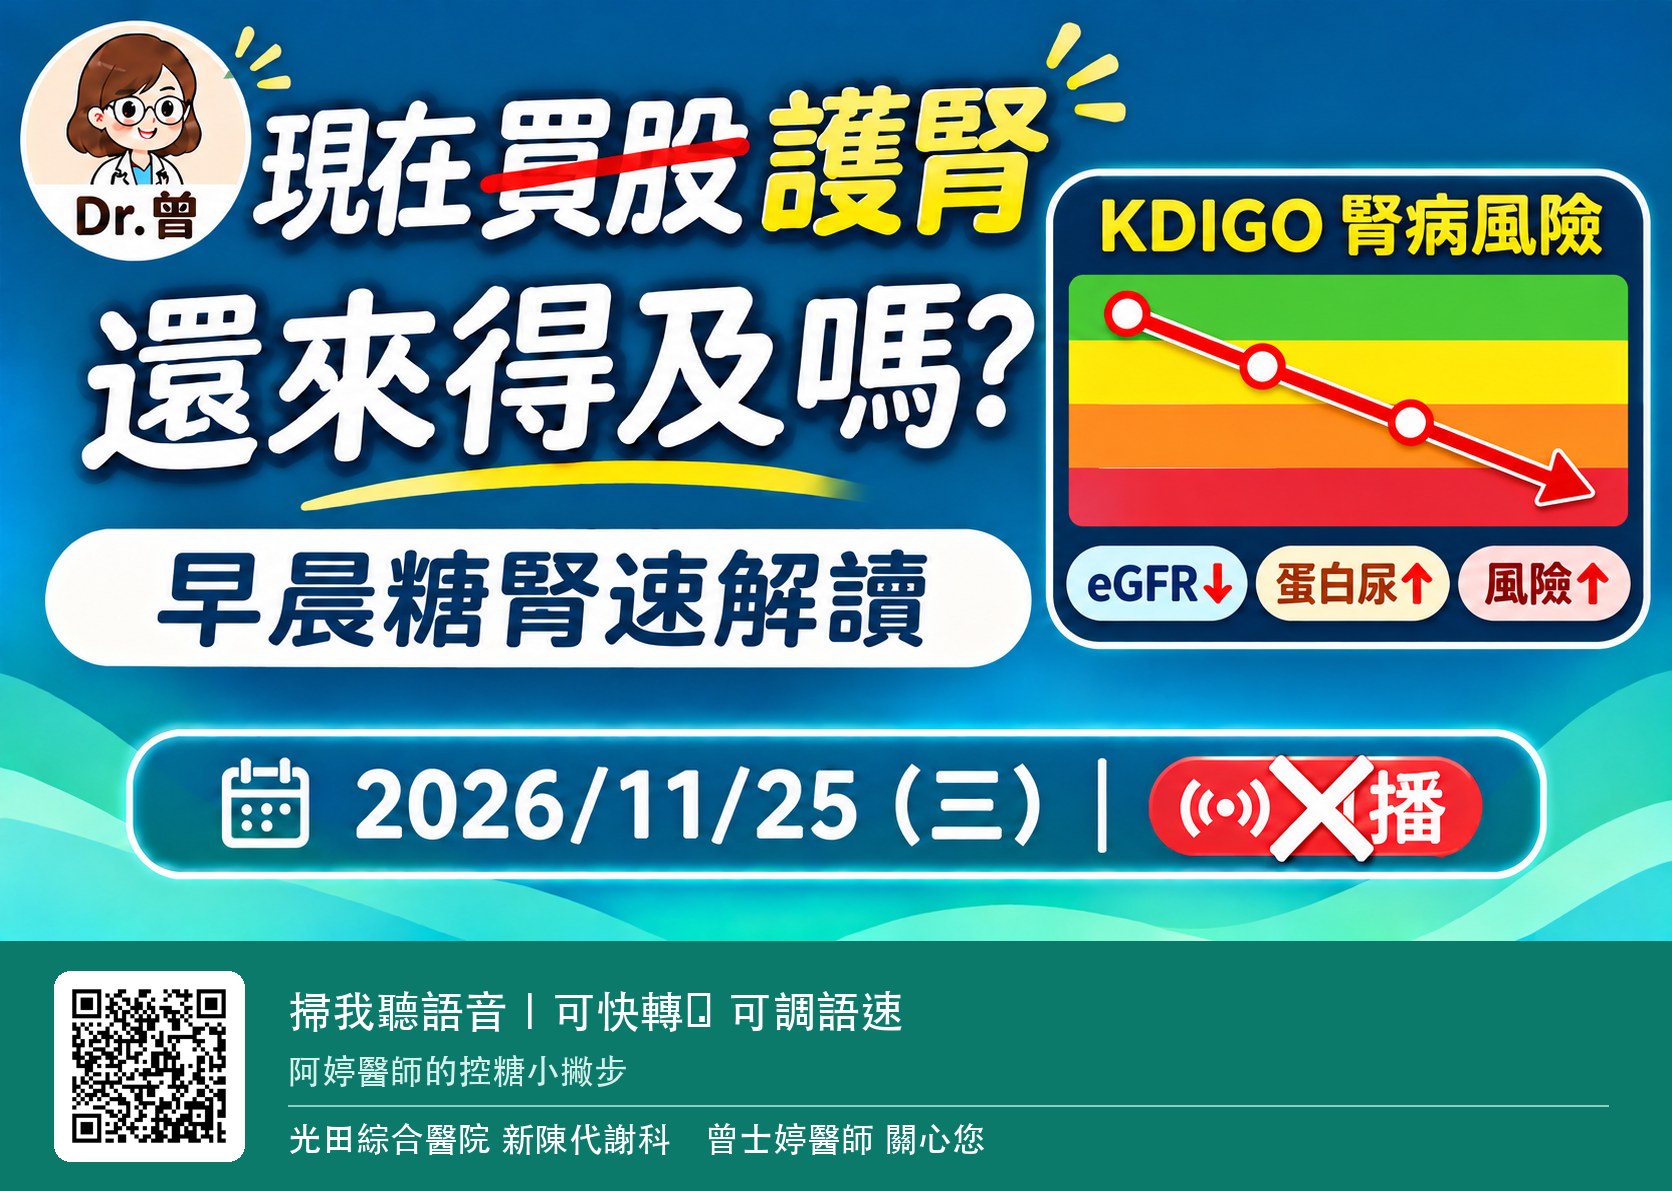 Dr.曾
現在買股護腎
還來得及嗎?
早晨糖腎速解讀
KDIGO 腎病風險
eGFR↓
蛋白尿↑
風險↑
2026/11/25(三)|
播
掃我聽語音|可快轉 可調語速
阿婷醫師的控糖小撇步
光田綜合醫院 新陳代謝科 曾士婷醫師 關心您